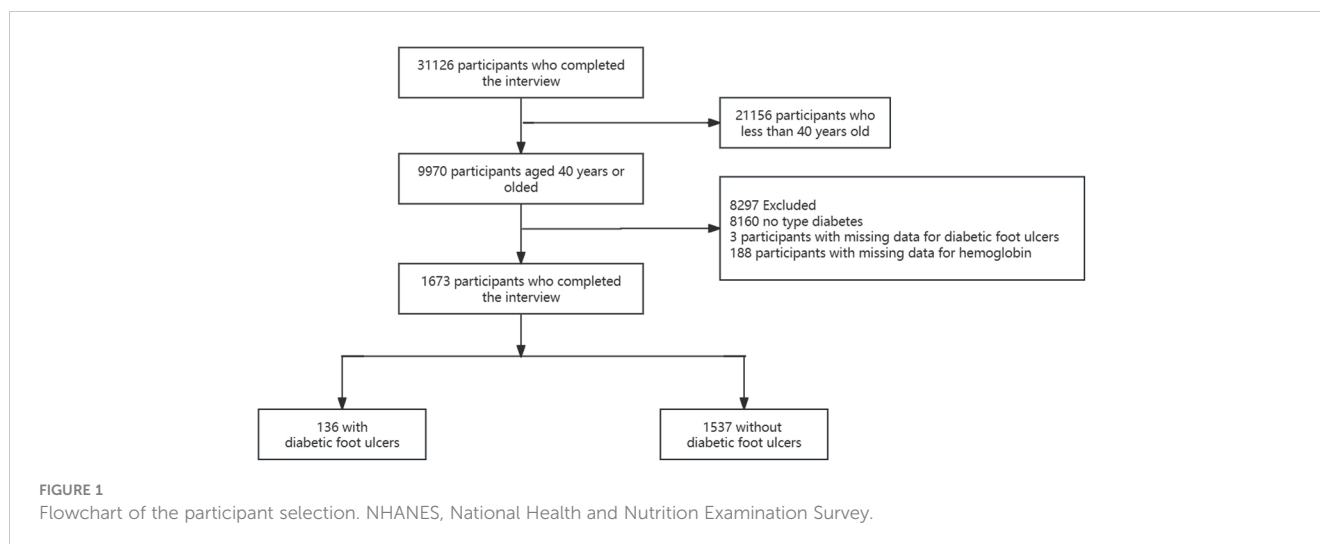 31126 participants who completed
the interview
21156 participants who
less than 40 years old
9970 participants aged 40 years or
olded
8297 Excluded
8160 no type diabetes
3 participants with missing data for diabetic foot ulcers
188 participants with missing data for hemoglobin
1673 participants who completed
the interview
136 with
diabetic foot ulcers
1537 without
diabetic foot ulcers
FIGURE 1
Flowchart of the participant selection. NHANES, National Health and Nutrition Examination Survey.